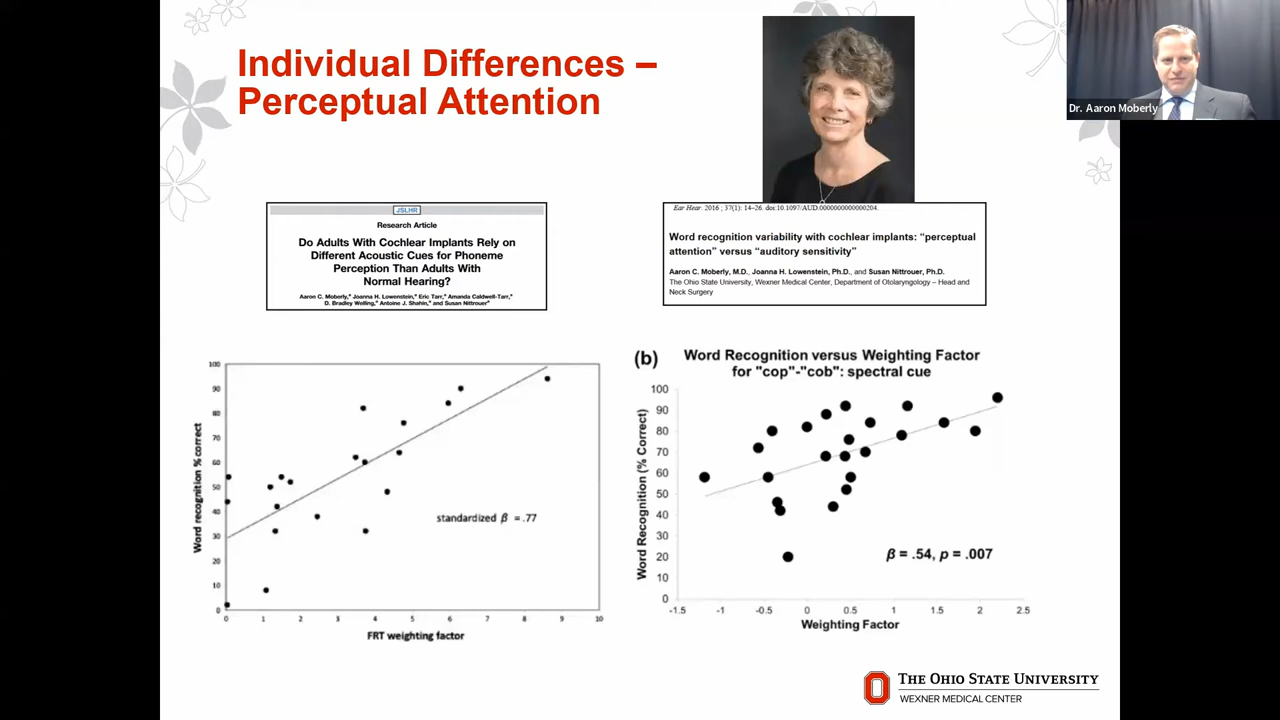 Individual Differences –
Perceptual Attention
Dr. Aaron Moberly
JSLHR
Research Article
Do Adults With Cochlear Implants Rely on
Different Acoustic Cues for Phoneme
Perception Than Adults With
Normal Hearing?
Aaron C. Moberly,ᵃ Joanna H. Lowenstein,ᵃ Eric Tarr,ᵃ Amanda Caldwell-Tarr,ᵃ
D. Bradley Welling,ᵃ Antoine J. Shahin,ᵃ and Susan Nittrouerᵃ
Ear Hear. 2016 ; 37(1): 14–26. doi:10.1097/AUD.0000000000000204.
Word recognition variability with cochlear implants: “perceptual
attention” versus “auditory sensitivity”
Aaron C. Moberly, M.D., Joanna H. Lowenstein, Ph.D., and Susan Nittrouer, Ph.D.
The Ohio State University, Wexner Medical Center, Department of Otolaryngology – Head and
Neck Surgery
Word recognition % correct
100
90
80
70
60
50
40
30
20
10
0
0 1 2 3 4 5 6 7 8 9 10
FRT weighting factor
standardized β = .77
(b)
Word Recognition versus Weighting Factor
for "cop"-"cob": spectral cue
Word Recognition (% Correct)
100
90
80
70
60
50
40
30
20
10
0
-1.5 -1 -0.5 0 0.5 1 1.5 2 2.5
Weighting Factor
β = .54, p = .007
THE OHIO STATE UNIVERSITY
WEXNER MEDICAL CENTER